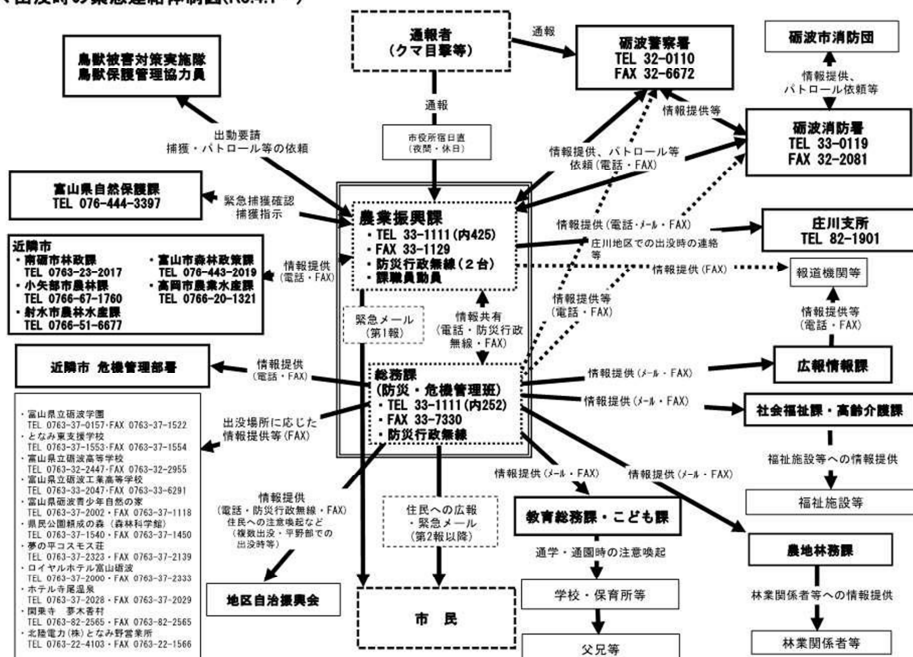 出没時の緊急連絡体制図(R5.4.1～)
通報者
(クマ目撃等)
通報
砺波警察署
TEL 32-0110
FAX 32-6672
砺波市消防団
情報提供、
パトロール依頼等
鳥獣被害対策実施隊
鳥獣保護管理協力員
通報
情報提供等
砺波消防署
TEL 33-0119
FAX 32-2081
出動要請
捕獲・パトロール等の依頼
市役所宿日直
(夜間・休日)
情報提供、パトロール等
依頼(電話・FAX)
富山県自然保護課
TEL 076-444-3397
緊急捕獲確認
捕獲指示
農業振興課
・TEL 33-1111(内425)
・FAX 33-1129
・防災行政無線(2台)
・課職員動員
情報提供(電話・メール・FAX)
庄川地区での出没時の連絡
等
庄川支所
TEL 82-1901
近隣市
・南砺市林政課
TEL 0763-23-2017
・小矢部市農林課
TEL 0766-67-1760
・射水市農林水産課
TEL 0766-51-6677
・富山市森林政策課
TEL 076-443-2019
・高岡市農業水産課
TEL 0766-20-1321
情報提供
(電話・FAX)
情報提供(FAX)
報道機関等
緊急メール
(第1報)
情報共有
(電話・防災行政
無線・FAX)
情報提供等
(電話・FAX)
情報提供等
(電話・FAX)
近隣市 危機管理部署
情報提供
(電話・FAX)
総務課
(防災・危機管理班)
・TEL 33-1111(内252)
・FAX 33-7330
・防災行政無線
情報提供(メール・FAX)
広報情報課
情報提供(メール・FAX)
社会福祉課・高齢介護課
・富山県立砺波学園
TEL 0763-37-0157・FAX 0763-37-1522
・となみ東支援学校
TEL 0763-37-1553・FAX 0763-37-1554
・富山県立砺波高等学校
TEL 0763-32-2447・FAX 0763-32-2955
・富山県立砺波工業高等学校
TEL 0763-33-2047・FAX 0763-33-6291
・富山県砺波青少年自然の家
TEL 0763-37-2002・FAX 0763-37-1118
・県民公園頼成の森（森林科学館）
TEL 0763-37-1540・FAX 0763-37-1450
・夢の平コスモス荘
TEL 0763-37-2323・FAX 0763-37-2139
・ロイヤルホテル富山砺波
TEL 0763-37-2000・FAX 0763-37-2333
・ホテル寺尾温泉
TEL 0763-37-2028・FAX 0763-37-2029
・閑乗寺 夢木香村
TEL 0763-82-2565・FAX 0763-82-2565
・北陸電力(株)となみ野営業所
TEL 0763-22-4103・FAX 0763-22-1566
出没場所に応じた
情報提供等(FAX)
情報提供
(電話・防災行政無線・FAX)
住民への注意喚起など
(複数出没・平野部での
出没時等)
地区自治振興会
住民への広報
・緊急メール
(第2報以降)
市 民
情報提供(メール・FAX)
教育総務課・こども課
通学・通園時の注意喚起
学校・保育所等
父兄等
情報提供(メール・FAX)
福祉施設等への情報提供
福祉施設等
農地林務課
林業関係者等への情報提供
林業関係者等